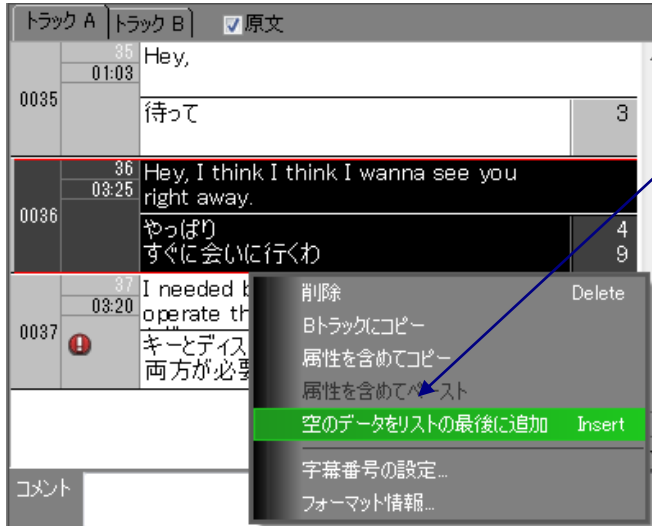 トラック A トラック B 原文
35
01:03
0035
Hey,
待って
3
36
03:25
0036
Hey, I think I think I wanna see you
right away.
やっぱり
4
すぐに会いに行くわ
9
37
03:20
0037
I needed
operate
キーとディス
両方が必要
削除 Delete
Bトラックにコピー
属性を含めてコピー
属性を含めてペースト
空のデータをリストの最後に追加 Insert
字幕番号の設定...
フォーマット情報...
コメント